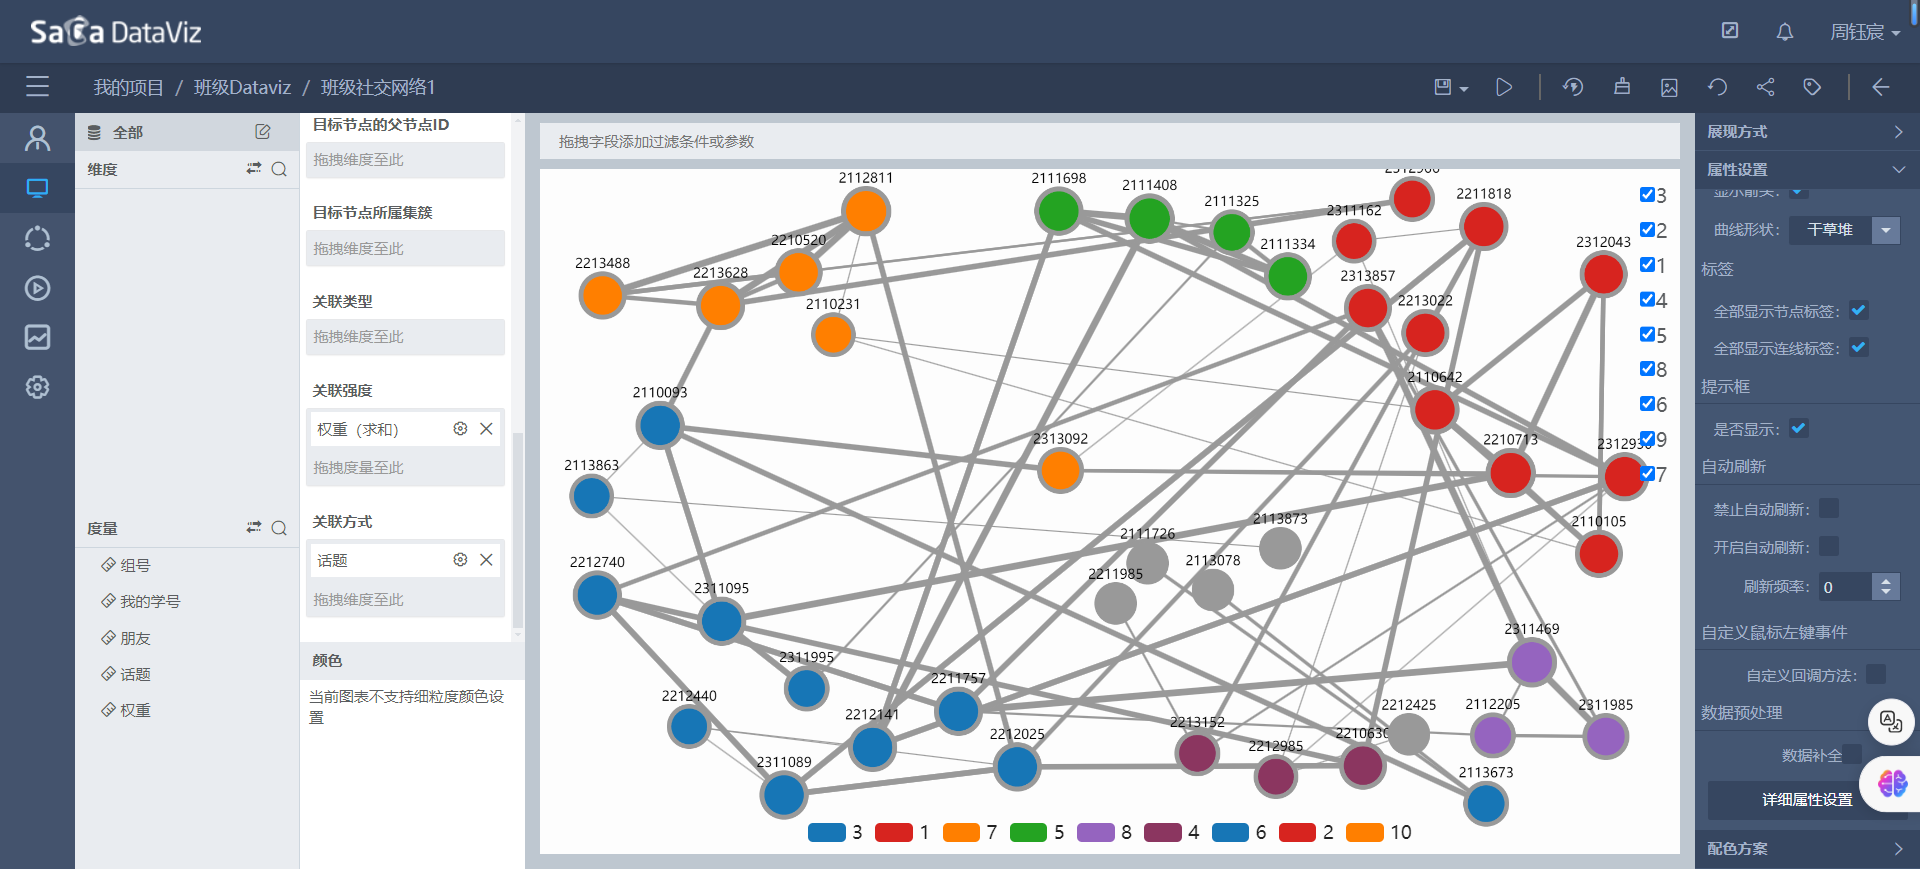 SaCa DataViz
周钰宸
我的项目 / 班级Dataviz / 班级社交网络1
全部
维度
度量
组号
我的学号
朋友
话题
权重
目标节点的父节点ID
拖拽维度至此
目标节点所属集簇
拖拽维度至此
关联类型
拖拽维度至此
关联强度
权重（求和）
拖拽度量至此
关联方式
话题
拖拽维度至此
颜色
当前图表不支持细粒度颜色设
置
拖拽字段添加过滤条件或参数
2112811
2111698
2111408
2111325
2311162
2211818
2210520
2111334
2312043
2213488
2213628
2313857
2110231
2213022
2110642
2110093
2313092
2210713
2113863
2111726
2113873
2110105
2212740
2211985
2113078
2311095
2311469
2311995
2211757
2212440
2212141
2212025
2213152
2212985
2212425
2112205
2311985
2311089
2113673
3
2
1
4
5
8
6
9
7
3 1 7 5 8 4 6 2 10
展现方式
属性设置
显示箭头:
曲线形状: 干草堆
标签
全部显示节点标签:
全部显示连线标签:
提示框
是否显示:
自动刷新
禁止自动刷新:
开启自动刷新:
刷新频率: 0
自定义鼠标左键事件
自定义回调方法:
数据预处理
数据补全
详细属性设置
配色方案